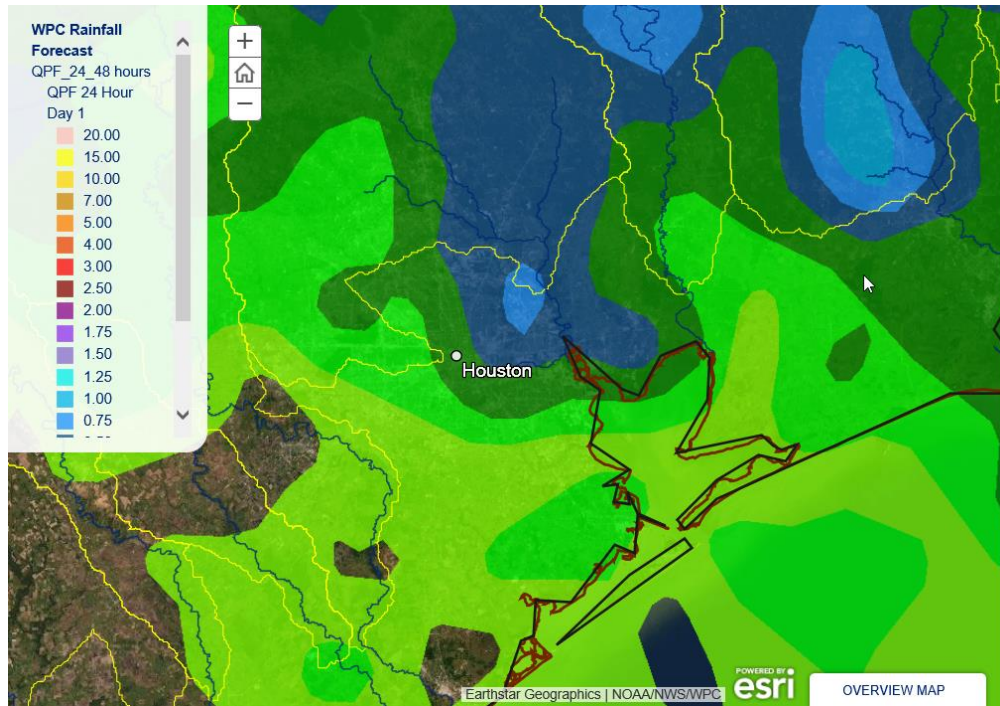 WPC Rainfall
Forecast
QPF_24_48 hours
QPF 24 Hour
Day 1
20.00
15.00
10.00
7.00
5.00
4.00
3.00
2.50
2.00
1.75
1.50
1.25
1.00
0.75
+
−
Houston
Earthstar Geographics | NOAA/NWS/WPC
POWERED BY
esri
OVERVIEW MAP